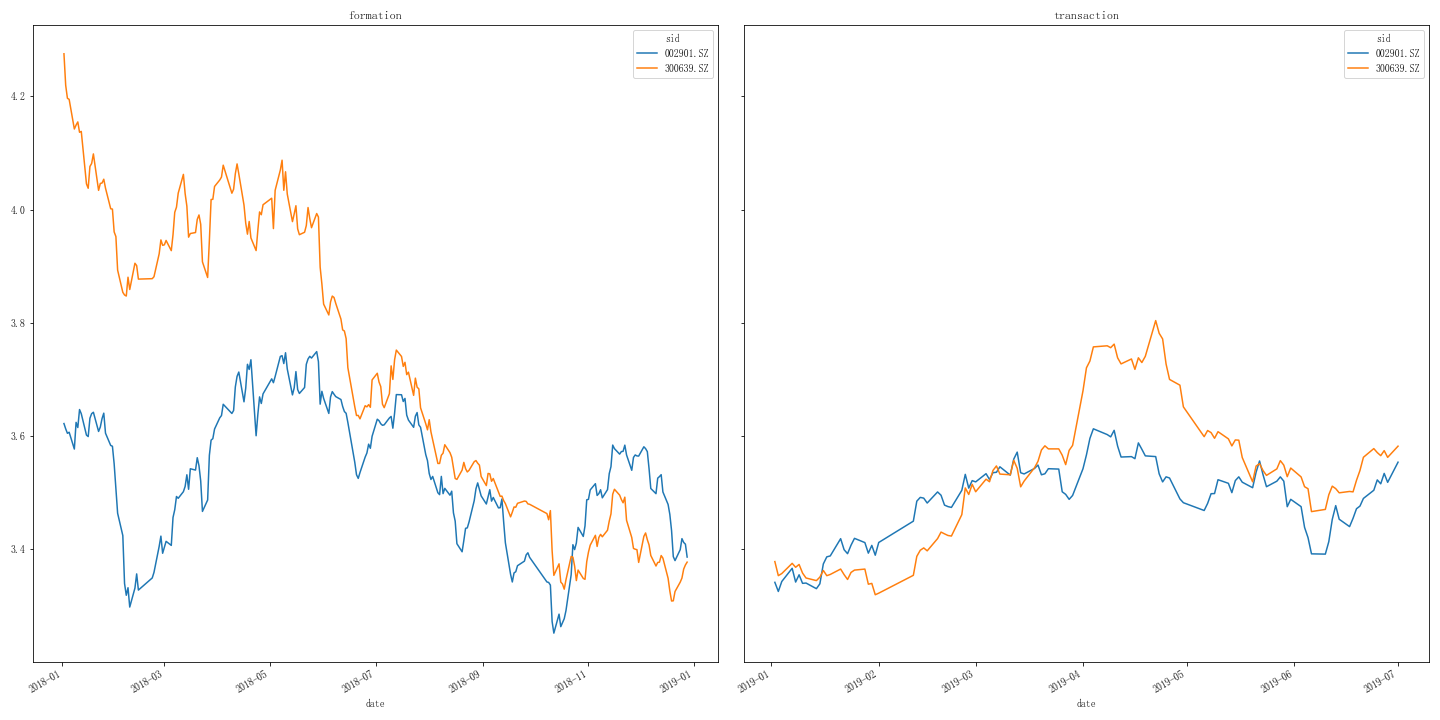 formation
sid
002901.SZ
300639.SZ
4.2
4.0
3.8
3.6
3.4
2018-01
2018-03
2018-05
2018-07
2018-09
2018-11
2019-01
date
transaction
sid
002901.SZ
300639.SZ
2019-01
2019-02
2019-03
2019-04
2019-05
2019-06
2019-07
date